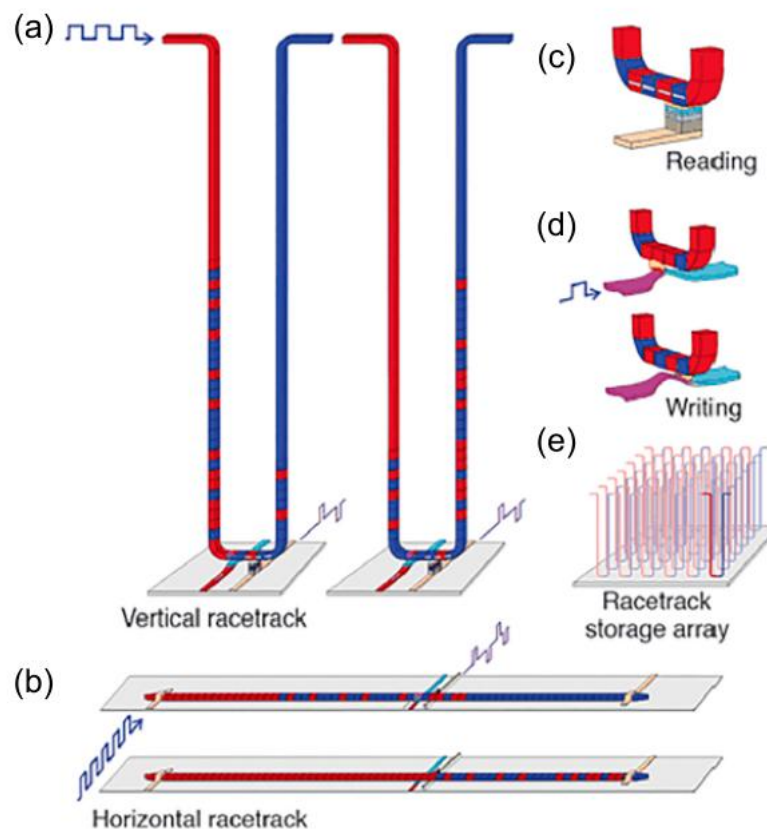 (a)
(c)
Reading
(d)
Writing
(e)
Vertical racetrack
Racetrack
storage array
(b)
Horizontal racetrack